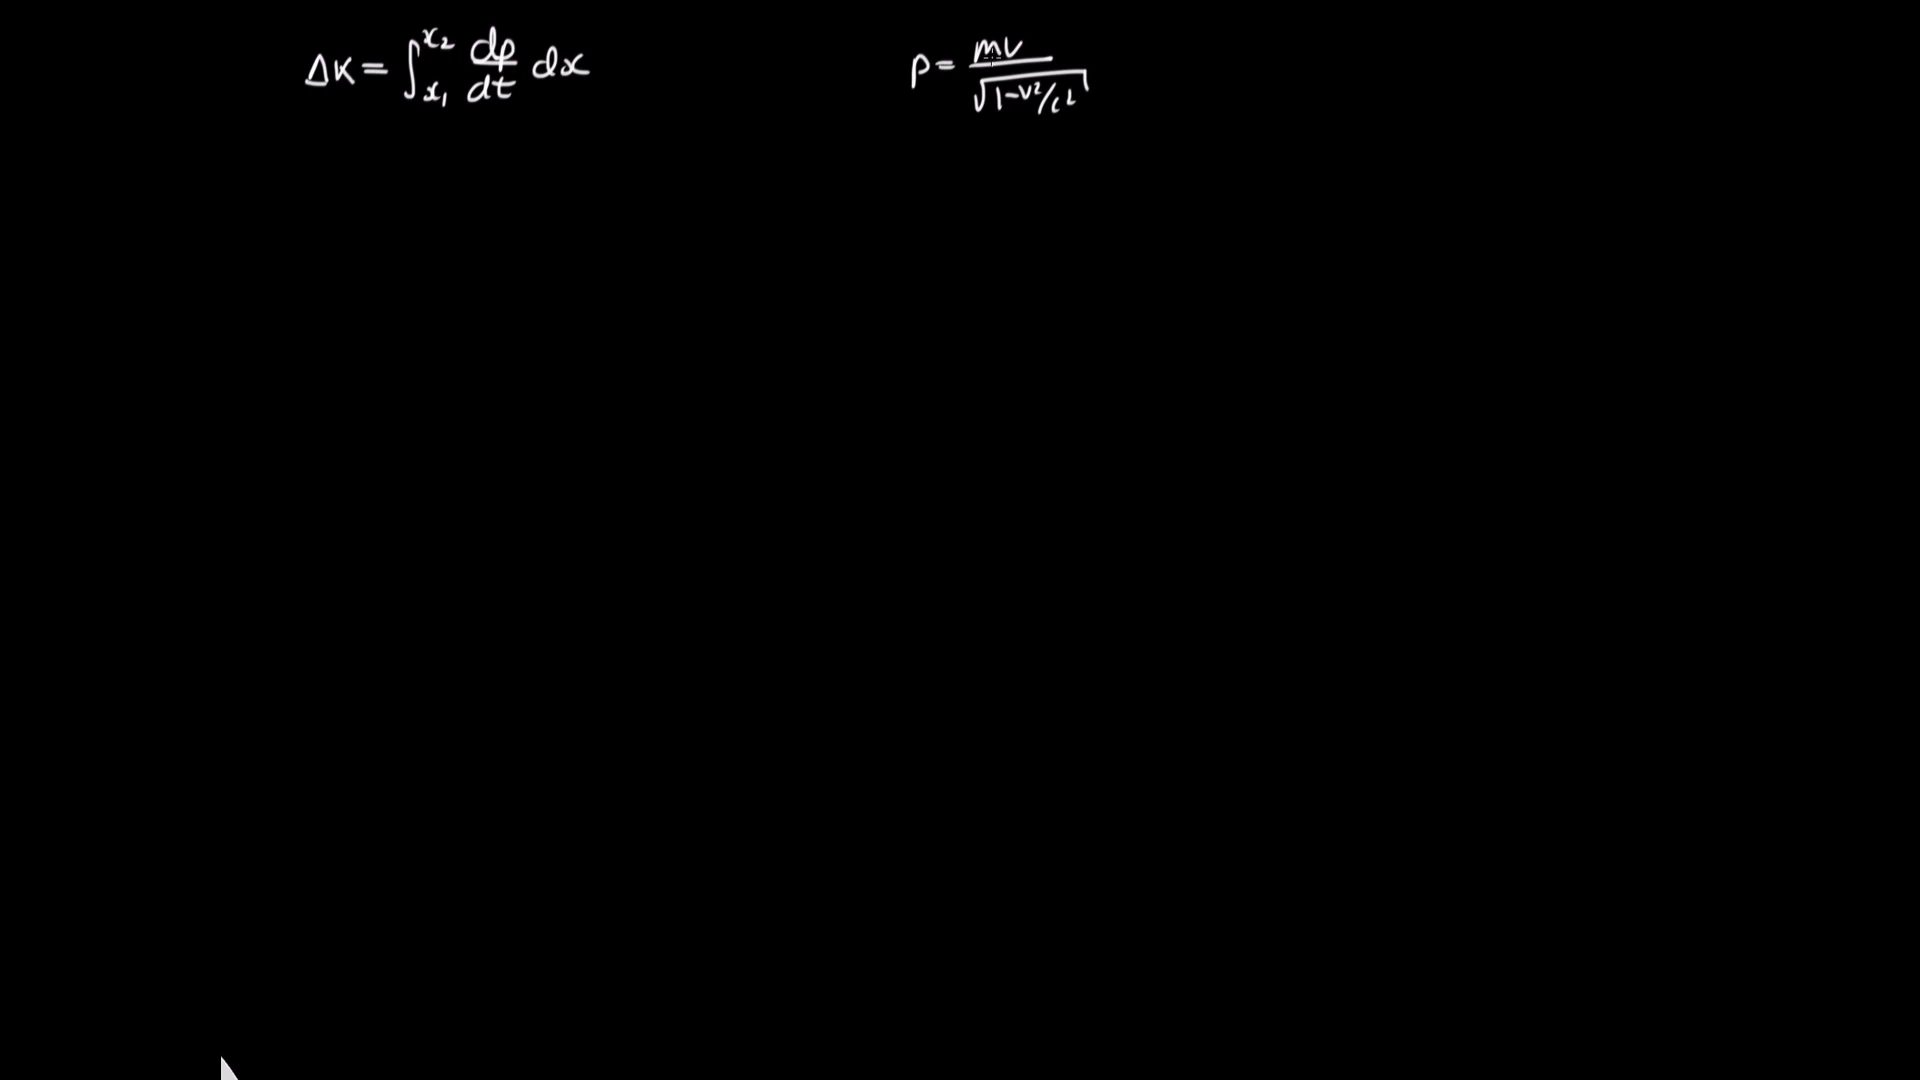 ΔK = ∫_{x₁}^{x₂} dp/dt dx
p = mv/√(1-v²/c²)